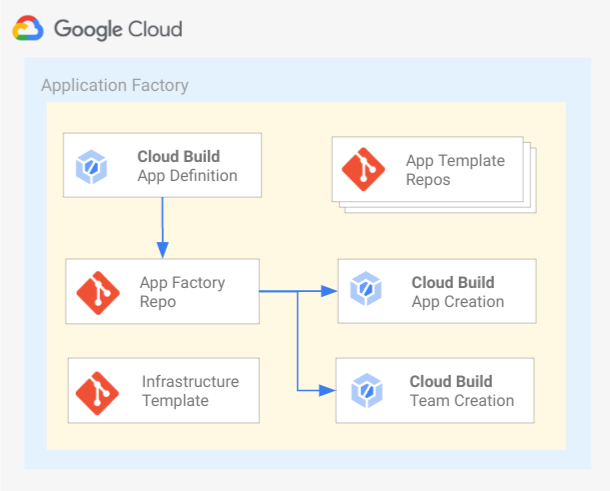 Google Cloud
Application Factory
Cloud Build
App Definition
App Template
Repos
App Factory
Repo
Cloud Build
App Creation
Infrastructure
Template
Cloud Build
Team Creation